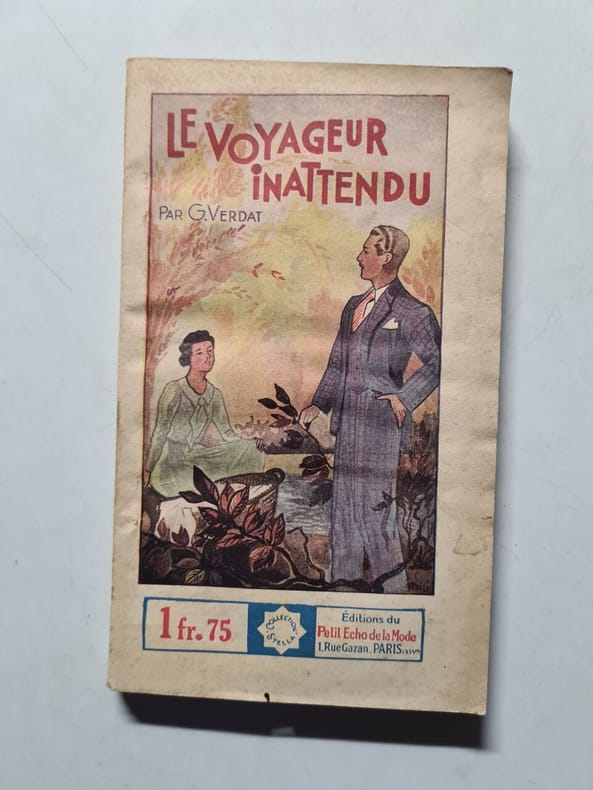 LE VOYAGEUR
INATTENDU
PAR G.VERDAT
1 fr. 75
COLLECTION
STELLA
Éditions du
Petit Echo de la Mode
1, Rue Gazan, PARIS (XIVe)